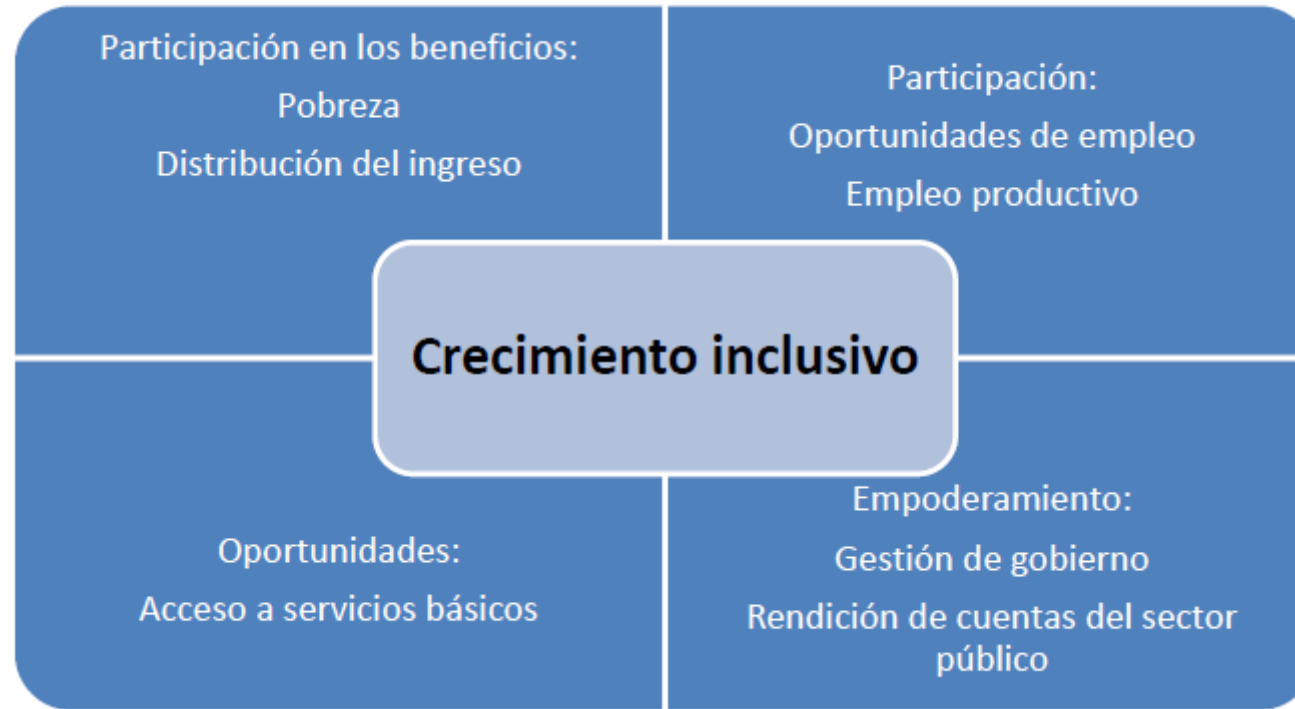 Participación en los beneficios:
Pobreza
Distribución del ingreso
Participación:
Oportunidades de empleo
Empleo productivo
Crecimiento inclusivo
Oportunidades:
Acceso a servicios básicos
Empoderamiento:
Gestión de gobierno
Rendición de cuentas del sector
público